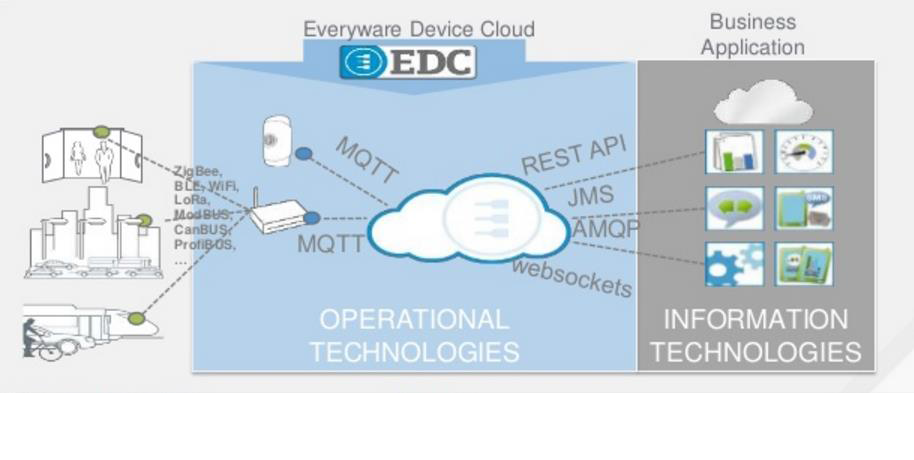 Everyware Device Cloud
EDC
Business
Application
ZigBee,
BLE, WiFi,
LoRa,
ModBUS,
CanBUS,
ProfiBUS,
...
MQTT
MQTT
REST API
JMS
AMQP
websockets
SMS
OPERATIONAL
TECHNOLOGIES
INFORMATION
TECHNOLOGIES